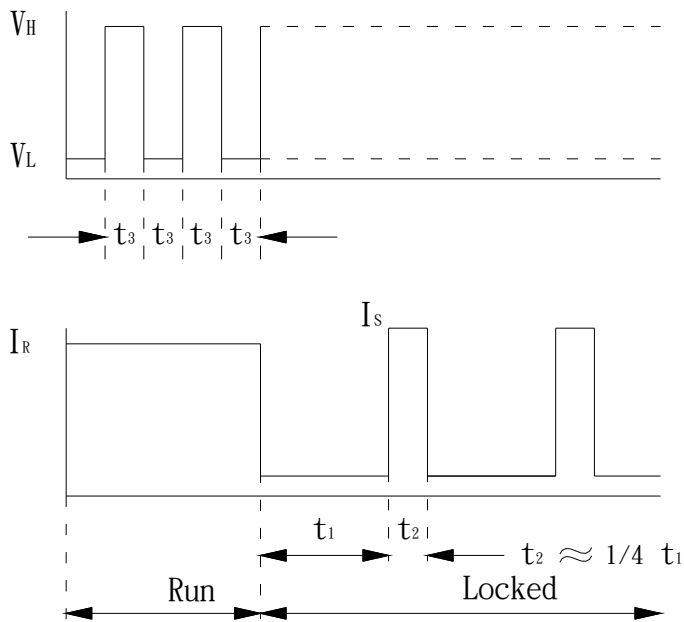 VH
VL
t3 t3 t3 t3
IR
IS
t1 t2
t2 ≈ 1/4 t1
Run Locked